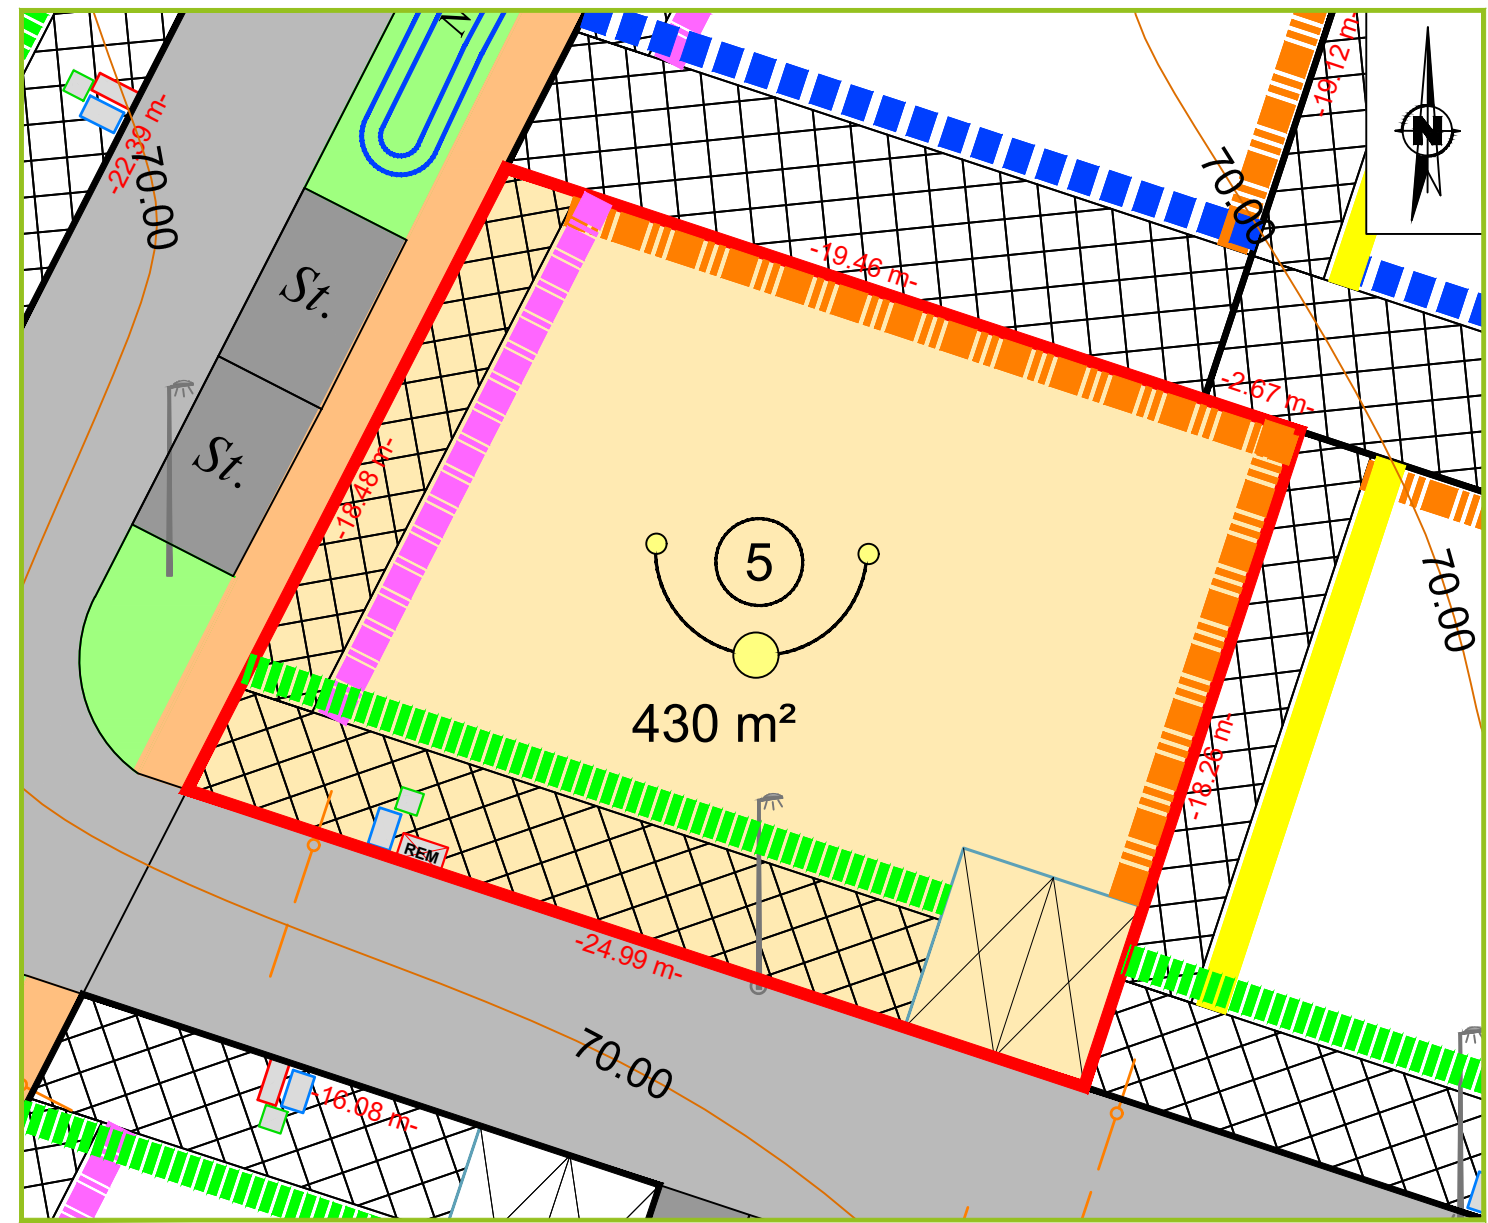 N
-22.39 m-
70.00
-19.12 m-
N
70.00
St.
-19.46 m-
-2.67 m-
St.
-18.48 m-
5
70.00
430 m²
-18.26 m-
REM
-24.99 m-
70.00
-16.08 m-